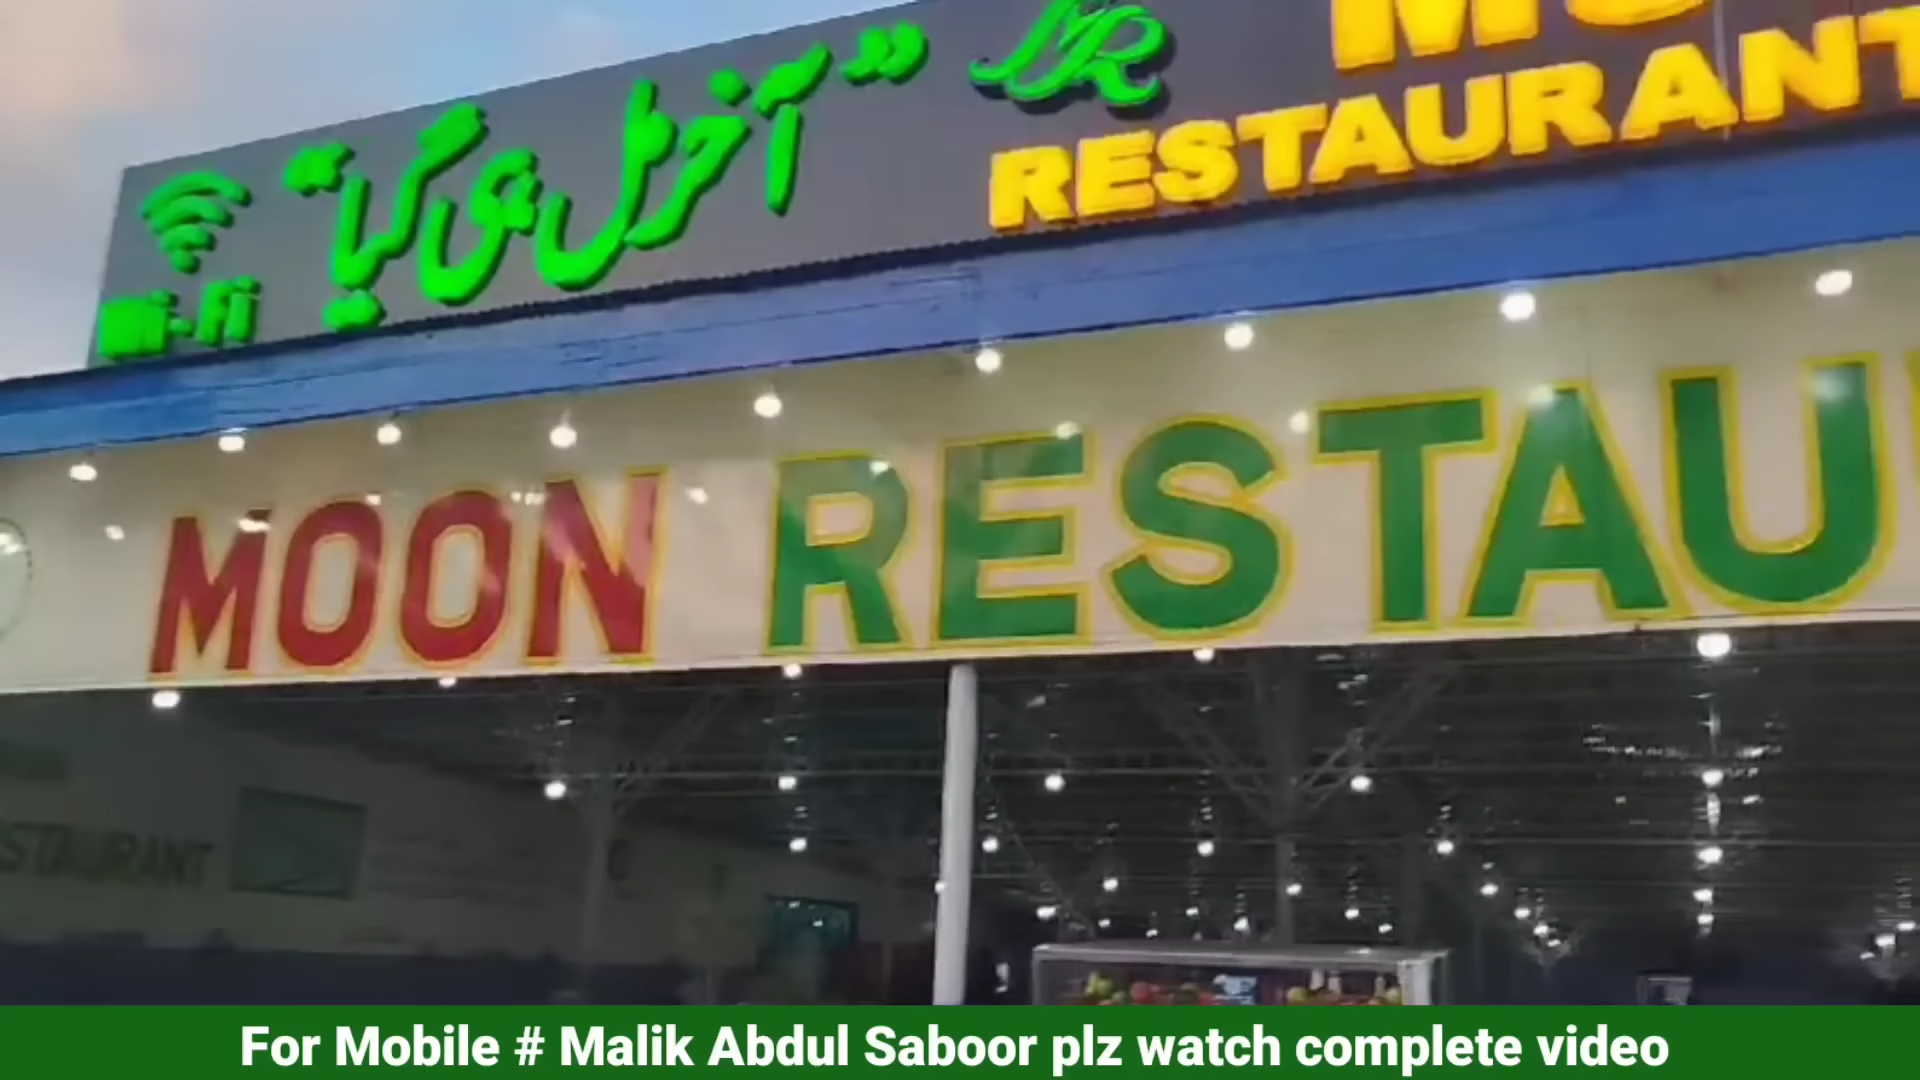 MR
RESTAURANT
”آخر مل ہی گیا“
Wi-Fi
MOON RESTAU
STAURANT
For Mobile # Malik Abdul Saboor plz watch complete video